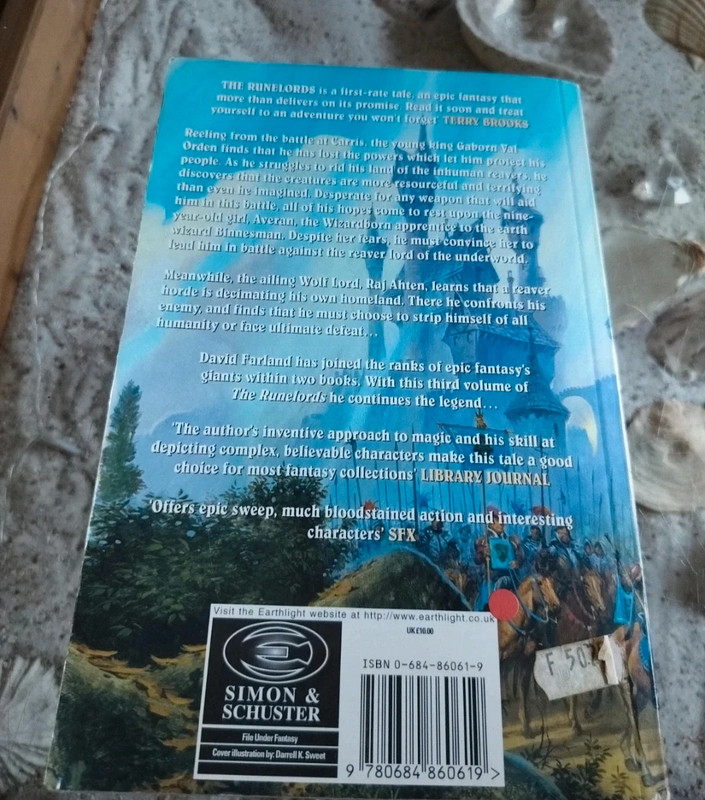 THE RUNELORDS is a first-rate tale, an epic fantasy that
more than delivers on its promise. Read it soon and treat
yourself to an adventure you won't forget' TERRY BROOKS
Reeling from the battle at Carris, the young king Gaborn Val
Orden finds that he has lost the powers which let him protect his
people. As he struggles to rid his land of the inhuman reavers, he
discovers that the creatures are more resourceful and terrifying
than even he imagined. Desperate for any weapon that will aid
him in this battle, all of his hopes come to rest upon the nine-
year-old girl, Averan, the Wizardborn apprentice to the earth
wizard Binnesman. Despite her fears, he must convince her to
lead him in battle against the reaver lord of the underworld.
Meanwhile, the ailing Wolf Lord, Raj Ahten, learns that a reaver
horde is decimating his own homeland. There he confronts his
enemy, and finds that he must choose to strip himself of all
humanity or face ultimate defeat...
David Farland has joined the ranks of epic fantasy's
giants within two books. With this third volume of
The Runelords he continues the legend...
'The author's inventive approach to magic and his skill at
depicting complex, believable characters make this tale a good
choice for most fantasy collections' LIBRARY JOURNAL
'Offers epic sweep, much bloodstained action and interesting
characters' SFX
Visit the Earthlight website at http://www.earthlight.co.uk
UK £10.00
ISBN 0-684-86061-9
SIMON &
SCHUSTER
File Under Fantasy
Cover illustration by: Darrell K. Sweet
9 780684 860619 >
F 50